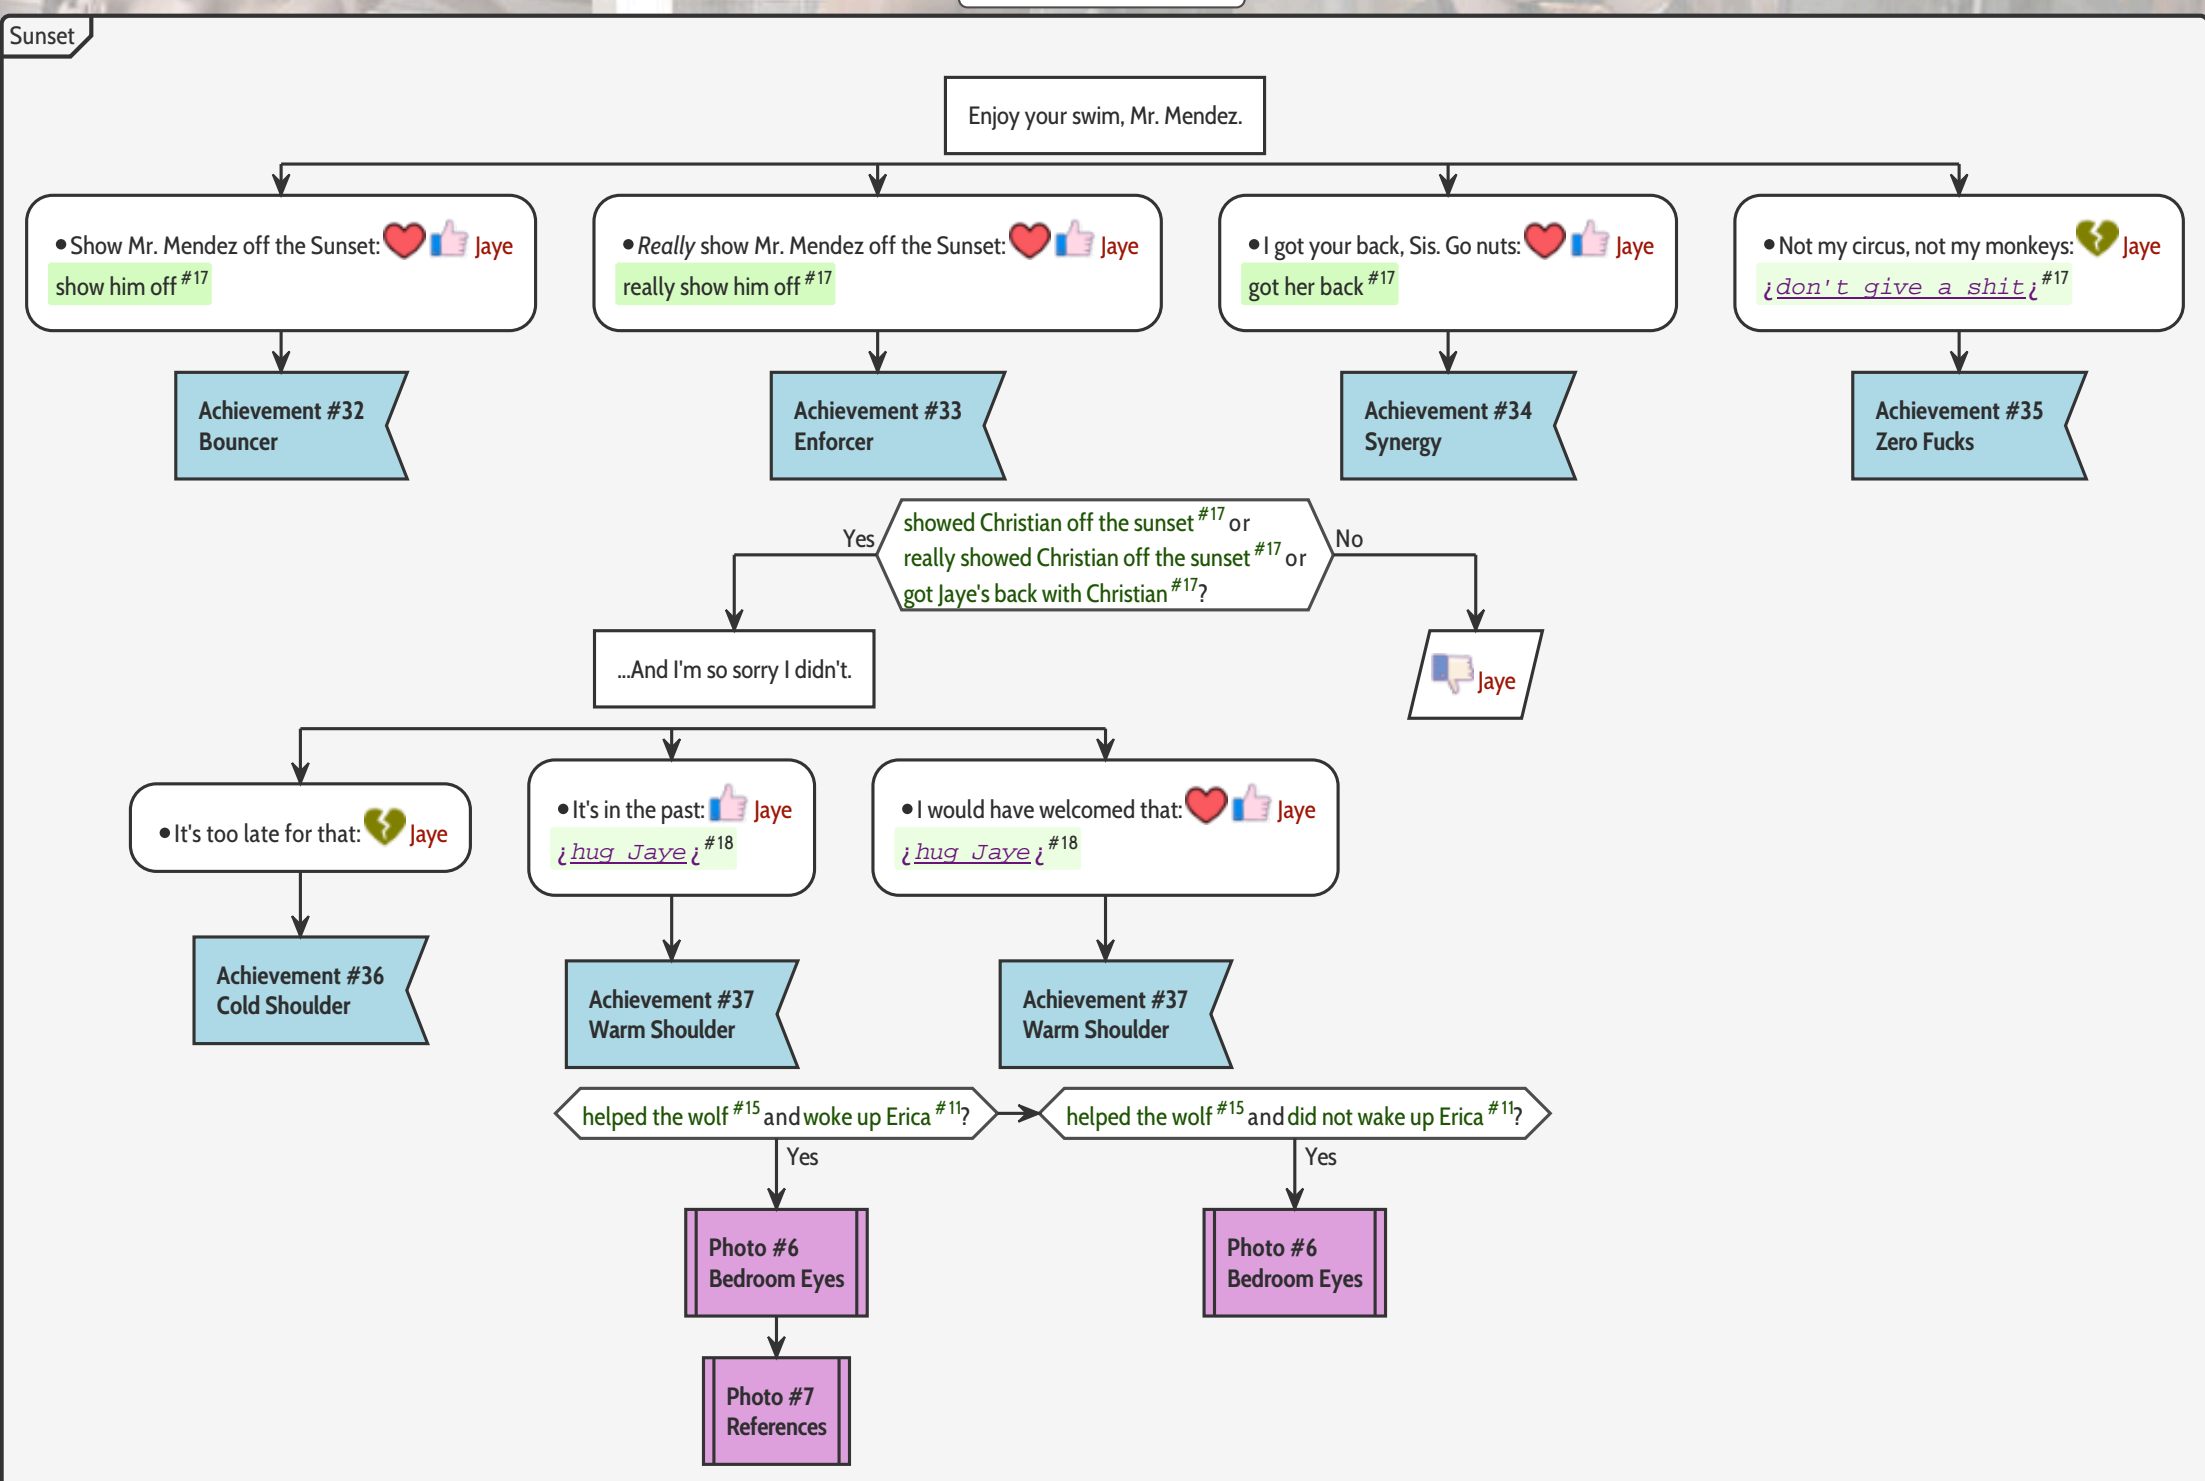 Sunset
Enjoy your swim, Mr. Mendez.
•Show Mr. Mendez off the Sunset: Jaye
show him off #17
•Really show Mr. Mendez off the Sunset: Jaye
really show him off #17
•I got your back, Sis. Go nuts: Jaye
got her back #17
•Not my circus, not my monkeys: Jaye
¿don't give a shit¿ #17
Achievement #32
Bouncer
Achievement #33
Enforcer
Achievement #34
Synergy
Achievement #35
Zero Fucks
Yes
showed Christian off the sunset #17 or
really showed Christian off the sunset #17 or
got Jaye's back with Christian #17?
No
...And I'm so sorry I didn't.
Jaye
•It's too late for that: Jaye
•It's in the past: Jaye
¿hug Jaye¿ #18
•I would have welcomed that: Jaye
¿hug Jaye¿ #18
Achievement #36
Cold Shoulder
Achievement #37
Warm Shoulder
Achievement #37
Warm Shoulder
helped the wolf #15 and woke up Erica #11?
helped the wolf #15 and did not wake up Erica #11?
Yes
Yes
Photo #6
Bedroom Eyes
Photo #6
Bedroom Eyes
Photo #7
References